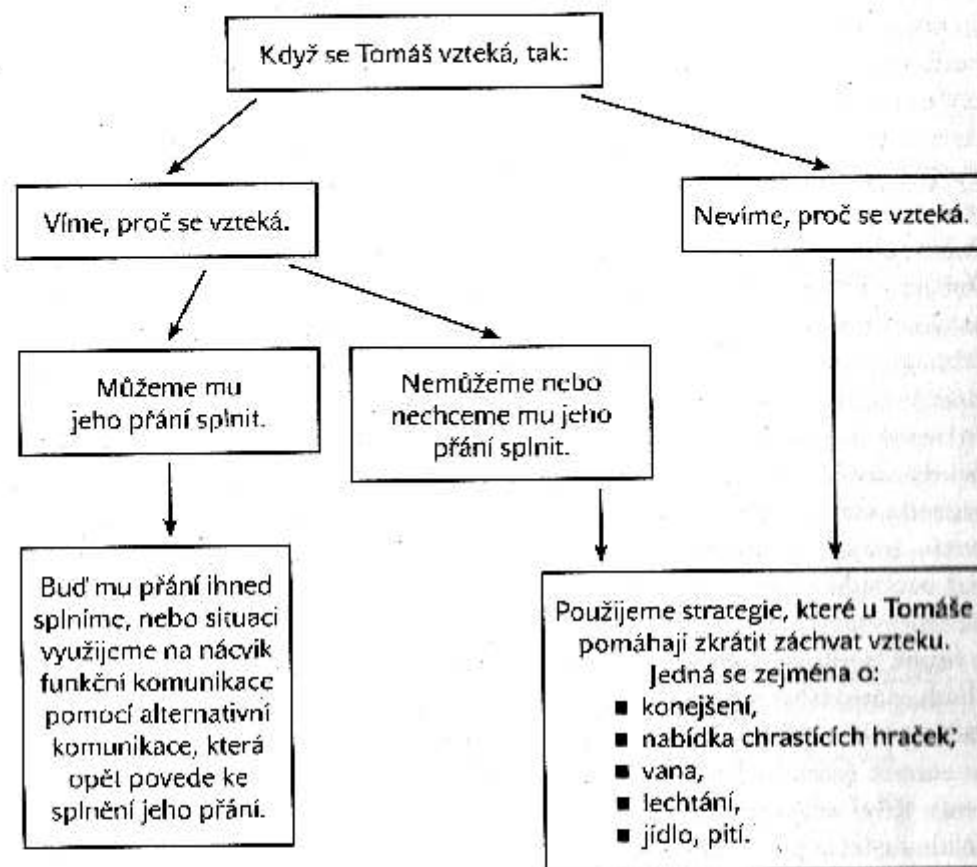 Když se Tomáš vzteká, tak:
Víme, proč se vzteká.
Nevíme, proč se vzteká.
Můžeme mu
jeho přání splnit.
Nemůžeme nebo
nechceme mu jeho
přání splnit.
Buď mu přání ihned
splníme, nebo situaci
využijeme na nácvik
funkční komunikace
pomocí alternativní
komunikace, která
opět povede ke
splnění jeho přání.
Použijeme strategie, které u Tomáše
pomáhají zkrátit záchvat vzteku.
Jedná se zejména o:
■ konejšení,
■ nabídka chrastících hraček,
■ vana,
■ lechtání,
■ jídlo, pití.